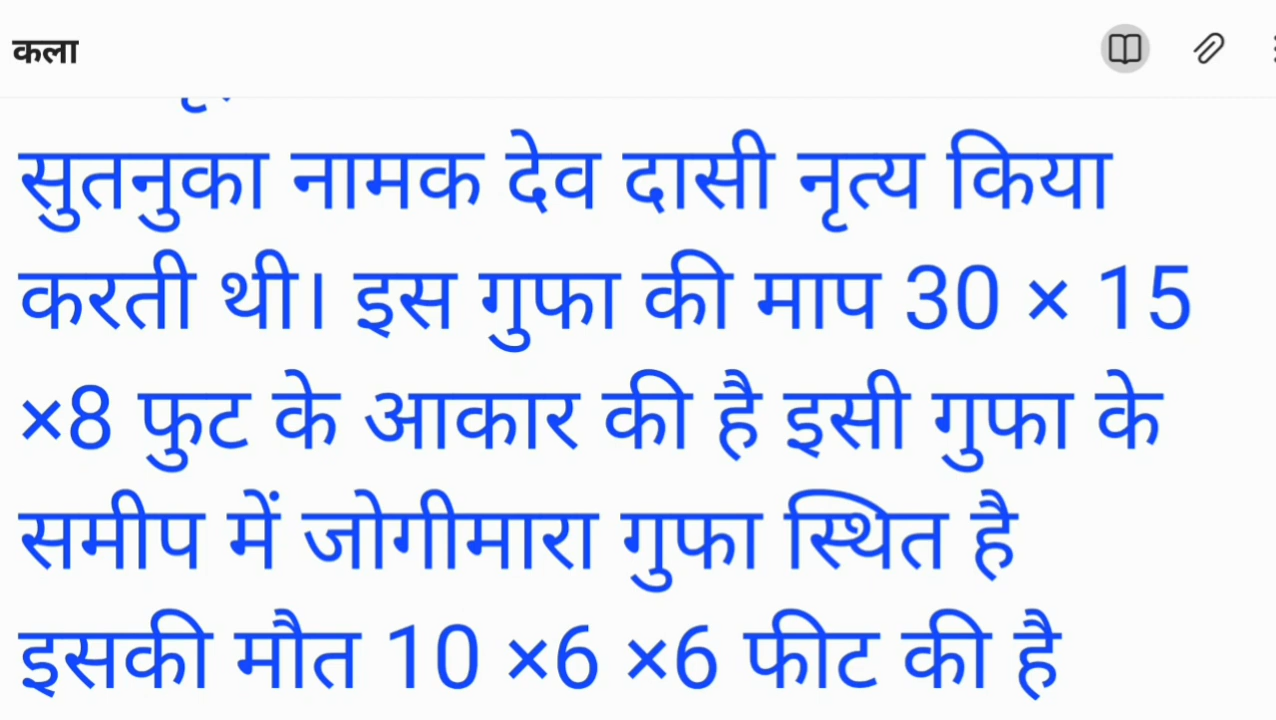 कला
सुतनुका नामक देव दासी नृत्य किया
करती थी। इस गुफा की माप 30 × 15
×8 फुट के आकार की है इसी गुफा के
समीप में जोगीमारा गुफा स्थित है
इसकी मौत 10 ×6 ×6 फीट की है